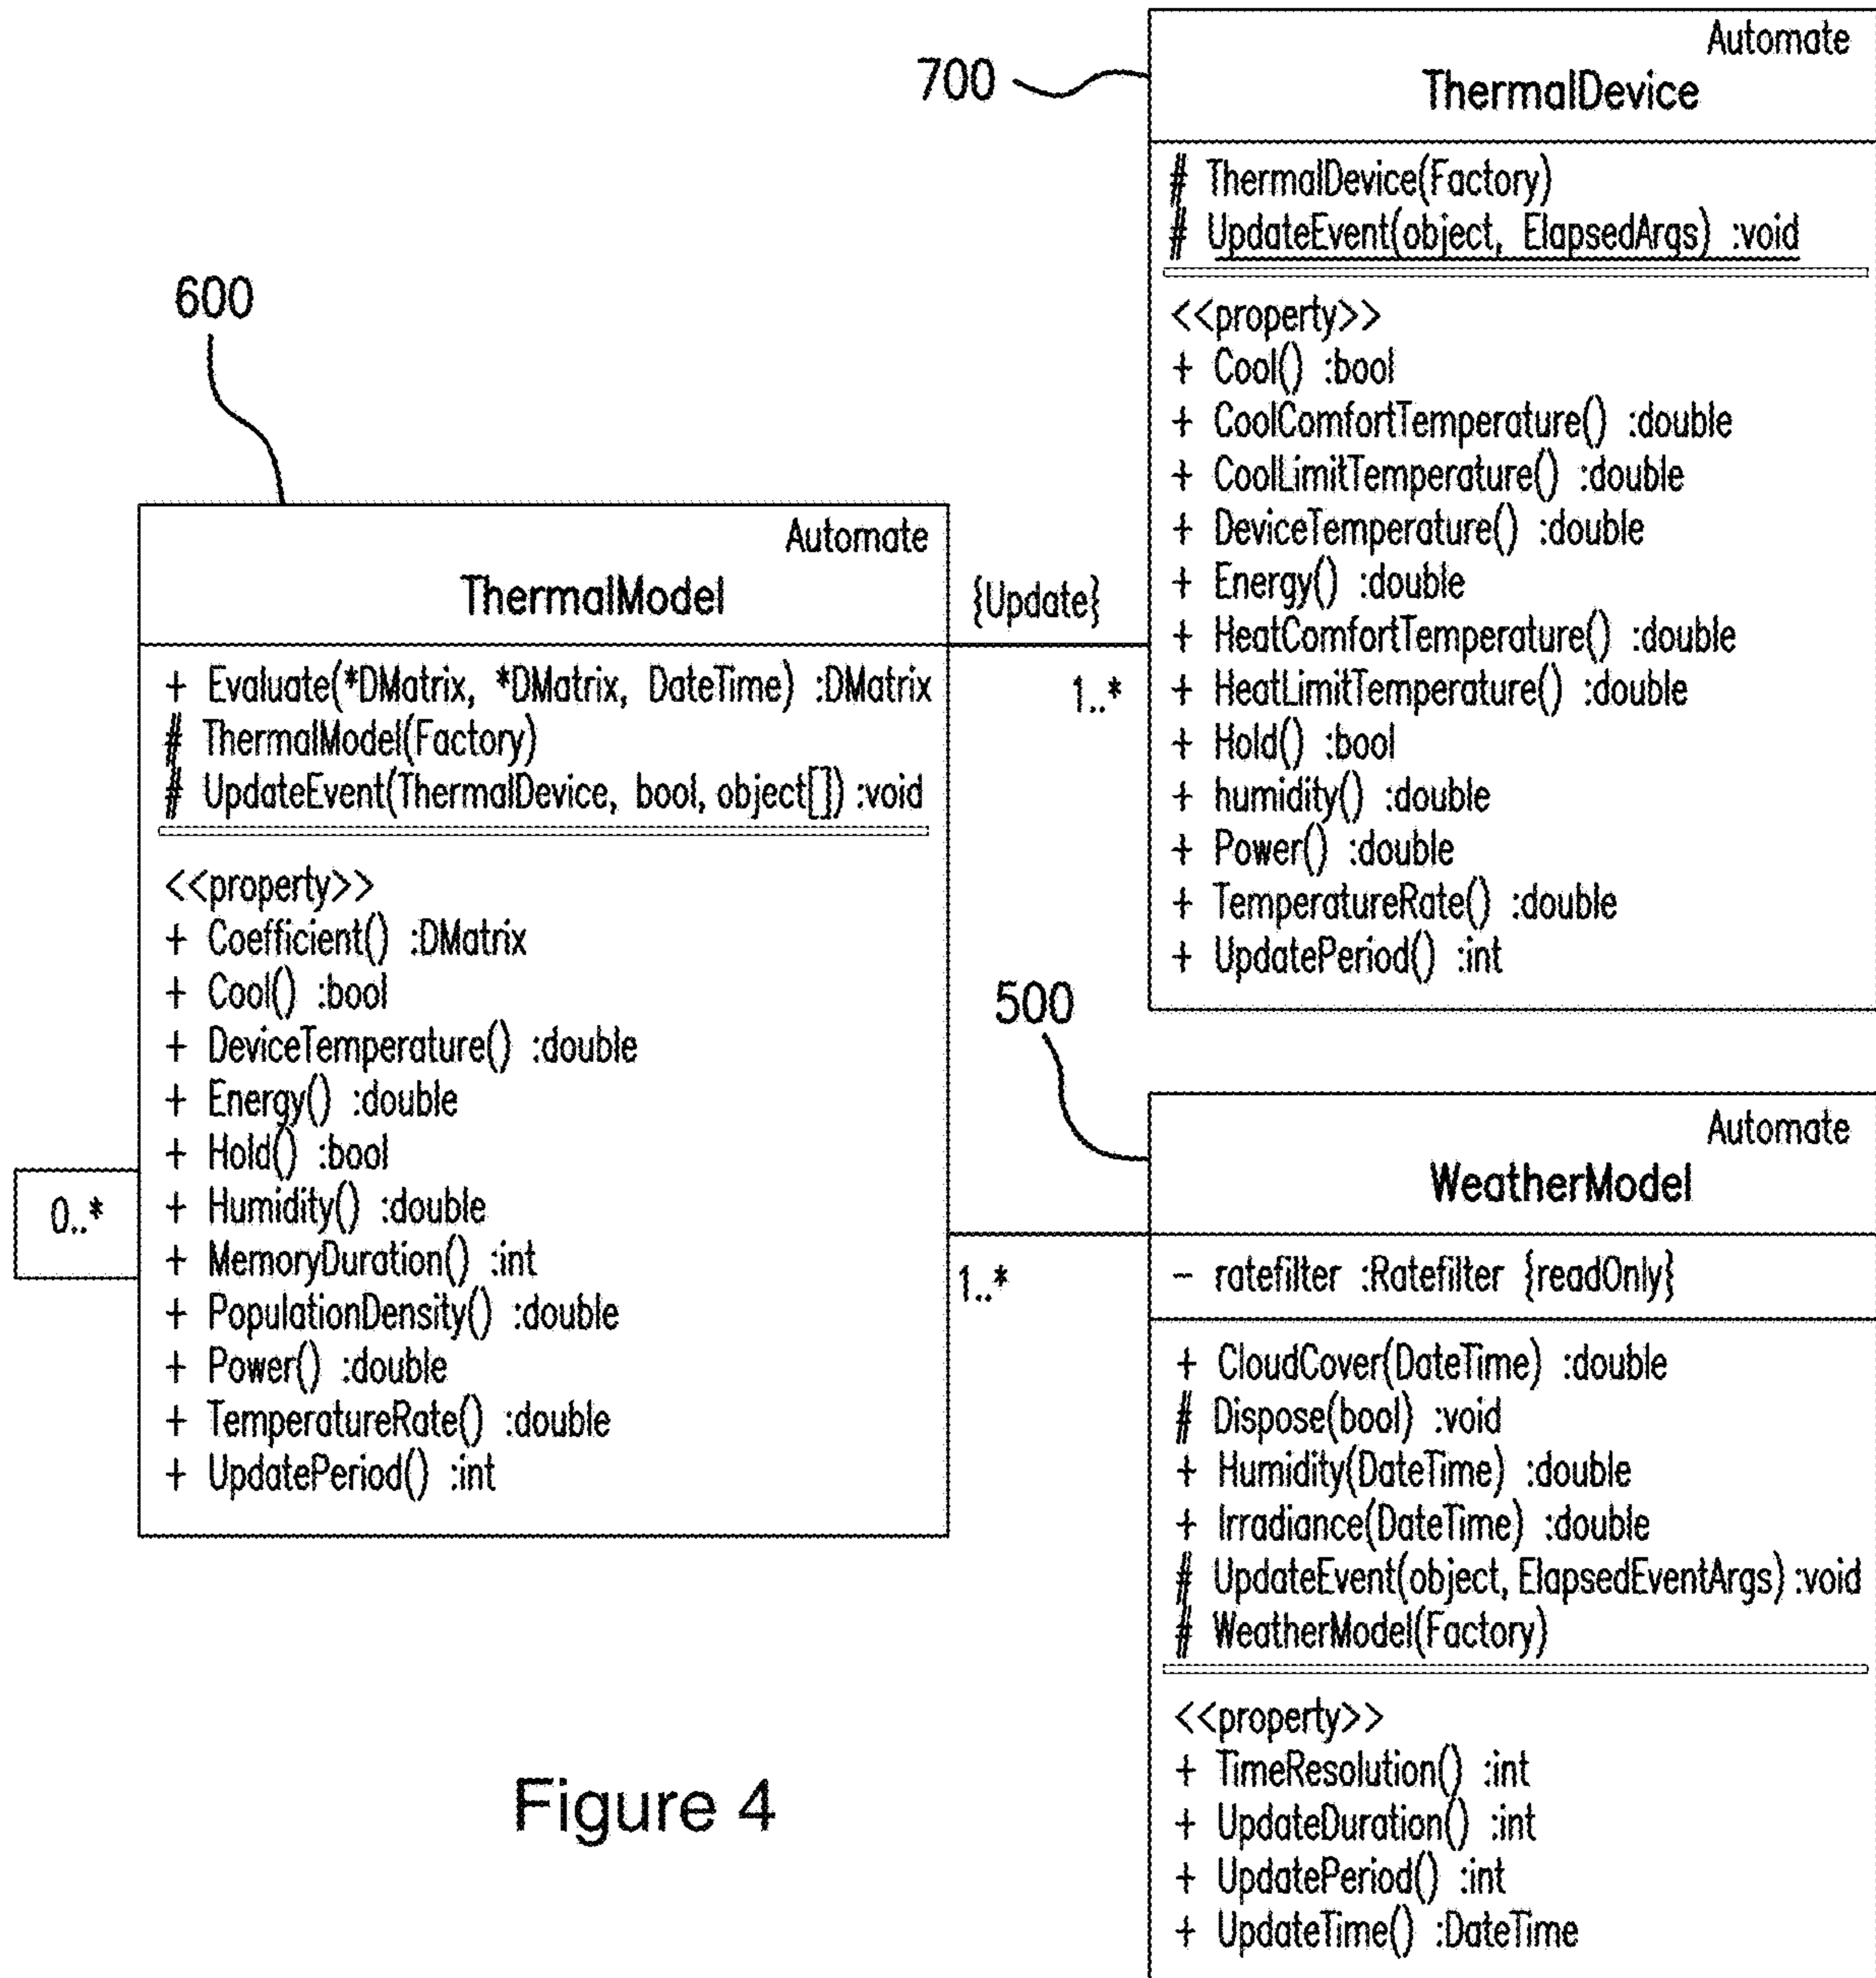 700
Automate
ThermalDevice
# ThermalDevice(Factory)
# UpdateEvent(object, ElapsedArgs) :void
<<property>>
+ Cool() :bool
+ CoolComfortTemperature() :double
+ CoolLimitTemperature() :double
+ DeviceTemperature() :double
+ Energy() :double
+ HeatComfortTemperature() :double
+ HeatLimitTemperature() :double
+ Hold() :bool
+ humidity() :double
+ Power() :double
+ TemperatureRate() :double
+ UpdatePeriod() :int
600
Automate
ThermalModel
+ Evaluate(*DMatrix, *DMatrix, DateTime) :DMatrix
# ThermalModel(Factory)
# UpdateEvent(ThermalDevice, bool, object[]) :void
<<property>>
+ Coefficient() :DMatrix
+ Cool() :bool
+ DeviceTemperature() :double
+ Energy() :double
+ Hold() :bool
+ Humidity() :double
+ MemoryDuration() :int
+ PopulationDensity() :double
+ Power() :double
+ TemperatureRate() :double
+ UpdatePeriod() :int
{Update}
1..*
0..*
1..*
500
Automate
WeatherModel
- ratefilter :Ratefilter {readOnly}
+ CloudCover(DateTime) :double
# Dispose(bool) :void
+ Humidity(DateTime) :double
+ Irradiance(DateTime) :double
# UpdateEvent(object, ElapsedEventArgs) :void
# WeatherModel(Factory)
<<property>>
+ TimeResolution() :int
+ UpdateDuration() :int
+ UpdatePeriod() :int
+ UpdateTime() :DateTime
Figure 4